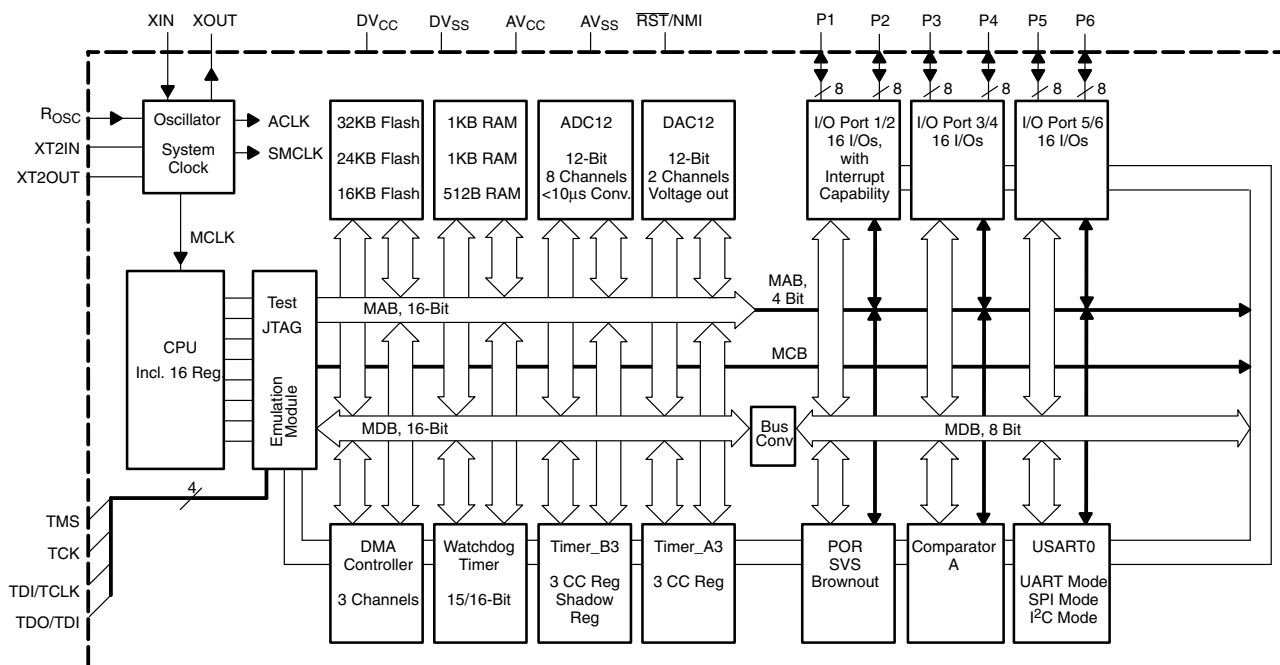 XIN
XOUT
DVCC
DVSS
AVCC
AVSS
RST/NMI
P1
P2
P3
P4
P5
P6
8
8
8
8
8
8
ROSC
XT2IN
XT2OUT
Oscillator
System
Clock
ACLK
SMCLK
MCLK
32KB Flash
24KB Flash
16KB Flash
1KB RAM
1KB RAM
512B RAM
ADC12
12-Bit
8 Channels
<10µs Conv.
DAC12
12-Bit
2 Channels
Voltage out
I/O Port 1/2
16 I/Os,
with
Interrupt
Capability
I/O Port 3/4
16 I/Os
I/O Port 5/6
16 I/Os
CPU
Incl. 16 Reg.
Test
JTAG
Emulation
Module
MAB, 16-Bit
MAB,
4 Bit
MCB
MDB, 16-Bit
Bus
Conv
MDB, 8 Bit
4
TMS
TCK
TDI/TCLK
TDO/TDI
DMA
Controller
3 Channels
Watchdog
Timer
15/16-Bit
Timer_B3
3 CC Reg
Shadow
Reg
Timer_A3
3 CC Reg
POR
SVS
Brownout
Comparator
A
USART0
UART Mode
SPI Mode
I²C Mode